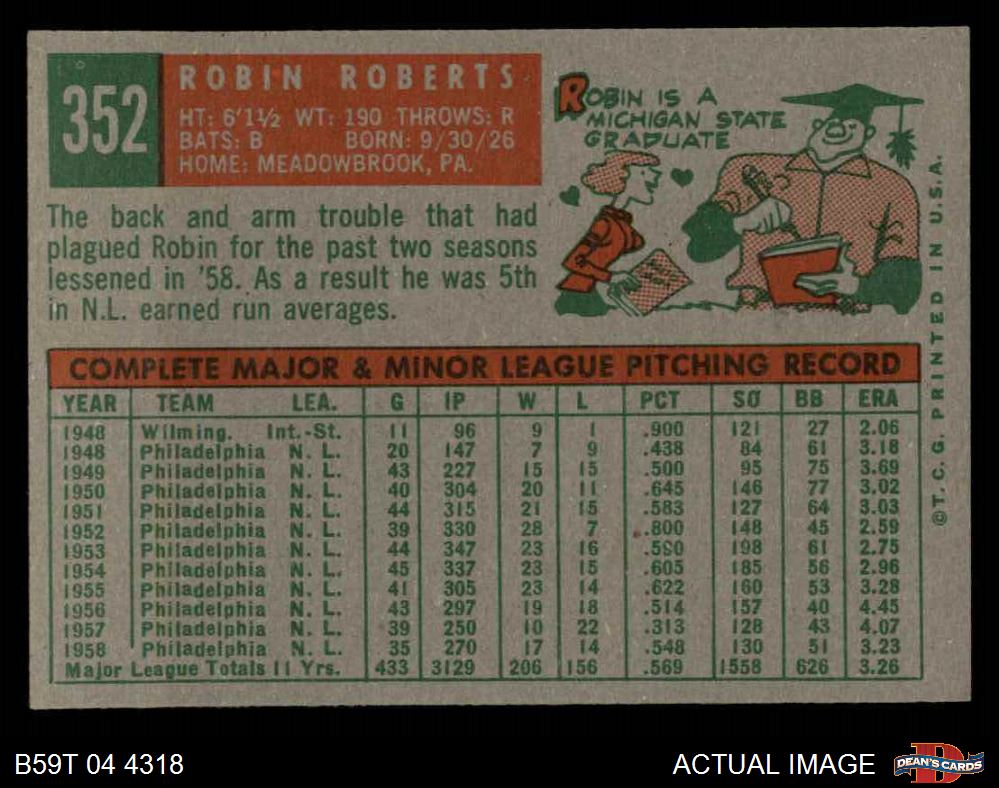 352
ROBIN ROBERTS
HT: 6'1½ WT: 190 THROWS: R
BATS: B BORN: 9/30/26
HOME: MEADOWBROOK, PA.
ROBIN IS A
MICHIGAN STATE
GRADUATE
The back and arm trouble that had
plagued Robin for the past two seasons
lessened in '58. As a result he was 5th
in N.L. earned run averages.
COMPLETE MAJOR & MINOR LEAGUE PITCHING RECORD
YEAR TEAM LEA. G IP W L PCT SO BB ERA
1948 Wilming. Int.-St. 11 96 9 1 .900 121 27 2.06
1948 Philadelphia N. L. 20 147 7 9 .438 84 61 3.18
1949 Philadelphia N. L. 43 227 15 15 .500 95 75 3.69
1950 Philadelphia N. L. 40 304 20 11 .645 146 77 3.02
1951 Philadelphia N. L. 44 315 21 15 .583 127 64 3.03
1952 Philadelphia N. L. 39 330 28 7 .800 148 45 2.59
1953 Philadelphia N. L. 44 347 23 16 .590 198 61 2.75
1954 Philadelphia N. L. 45 337 23 15 .605 185 56 2.96
1955 Philadelphia N. L. 41 305 23 14 .622 160 53 3.28
1956 Philadelphia N. L. 43 297 19 18 .514 157 40 4.45
1957 Philadelphia N. L. 39 250 10 22 .313 128 43 4.07
1958 Philadelphia N. L. 35 270 17 14 .548 130 51 3.23
Major League Totals 11 Yrs. 433 3129 206 156 .569 1558 626 3.26
©T. C. G. PRINTED IN U.S.A.
B59T 04 4318
ACTUAL IMAGE
DEAN'S CARDS